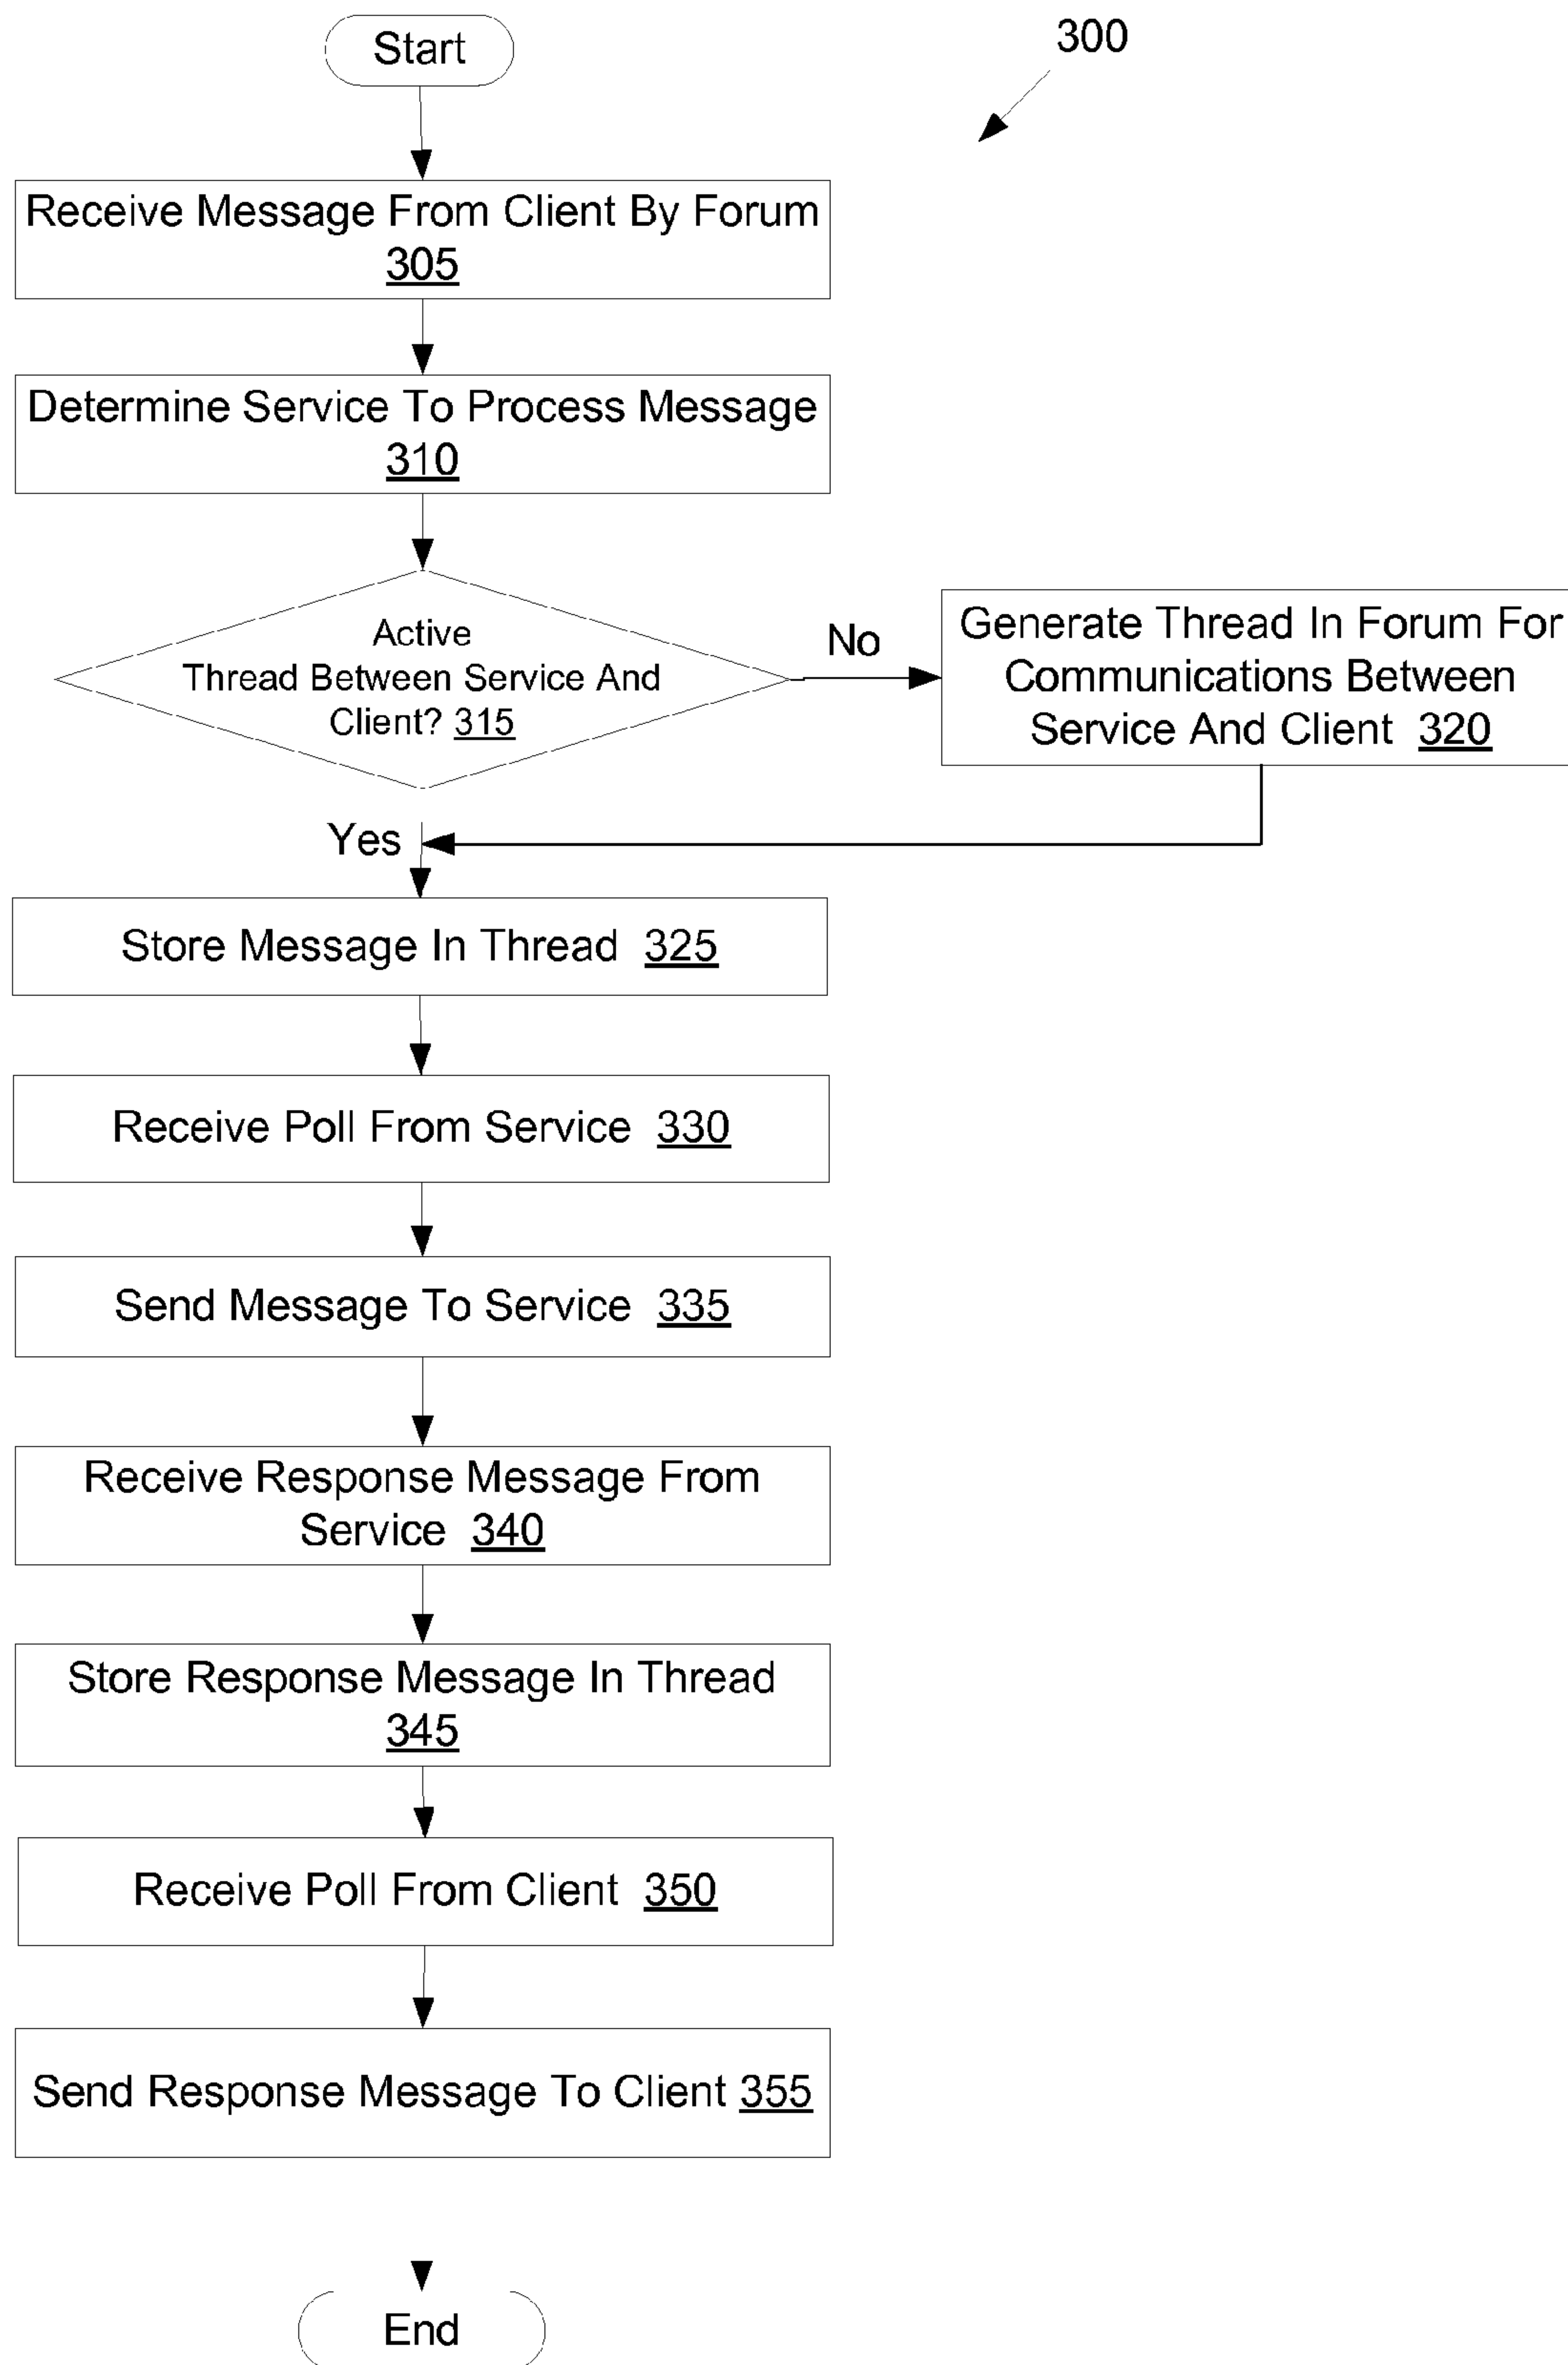 Start
300
Receive Message From Client By Forum
305
Determine Service To Process Message
310
Active
Thread Between Service And
Client? 315
No
Generate Thread In Forum For
Communications Between
Service And Client 320
Yes
Store Message In Thread 325
Receive Poll From Service 330
Send Message To Service 335
Receive Response Message From
Service 340
Store Response Message In Thread
345
Receive Poll From Client 350
Send Response Message To Client 355
End